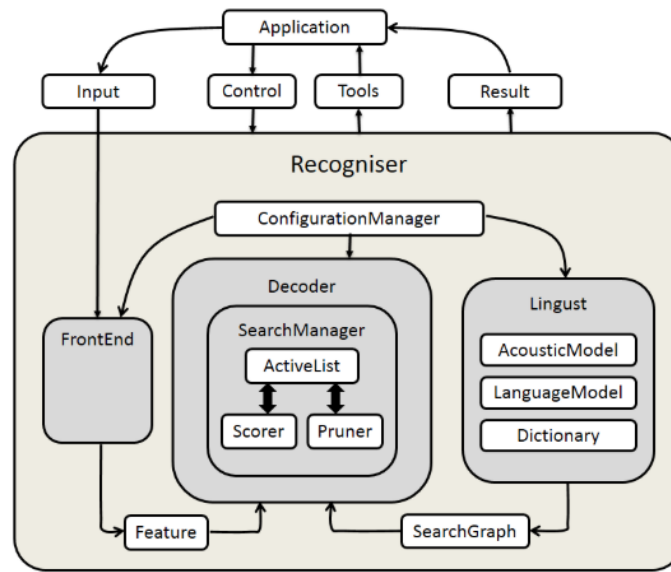 Application
Input
Control
Tools
Result
Recogniser
ConfigurationManager
Decoder
Lingust
SearchManager
FrontEnd
AcousticModel
ActiveList
LanguageModel
Scorer
Pruner
Dictionary
Feature
SearchGraph